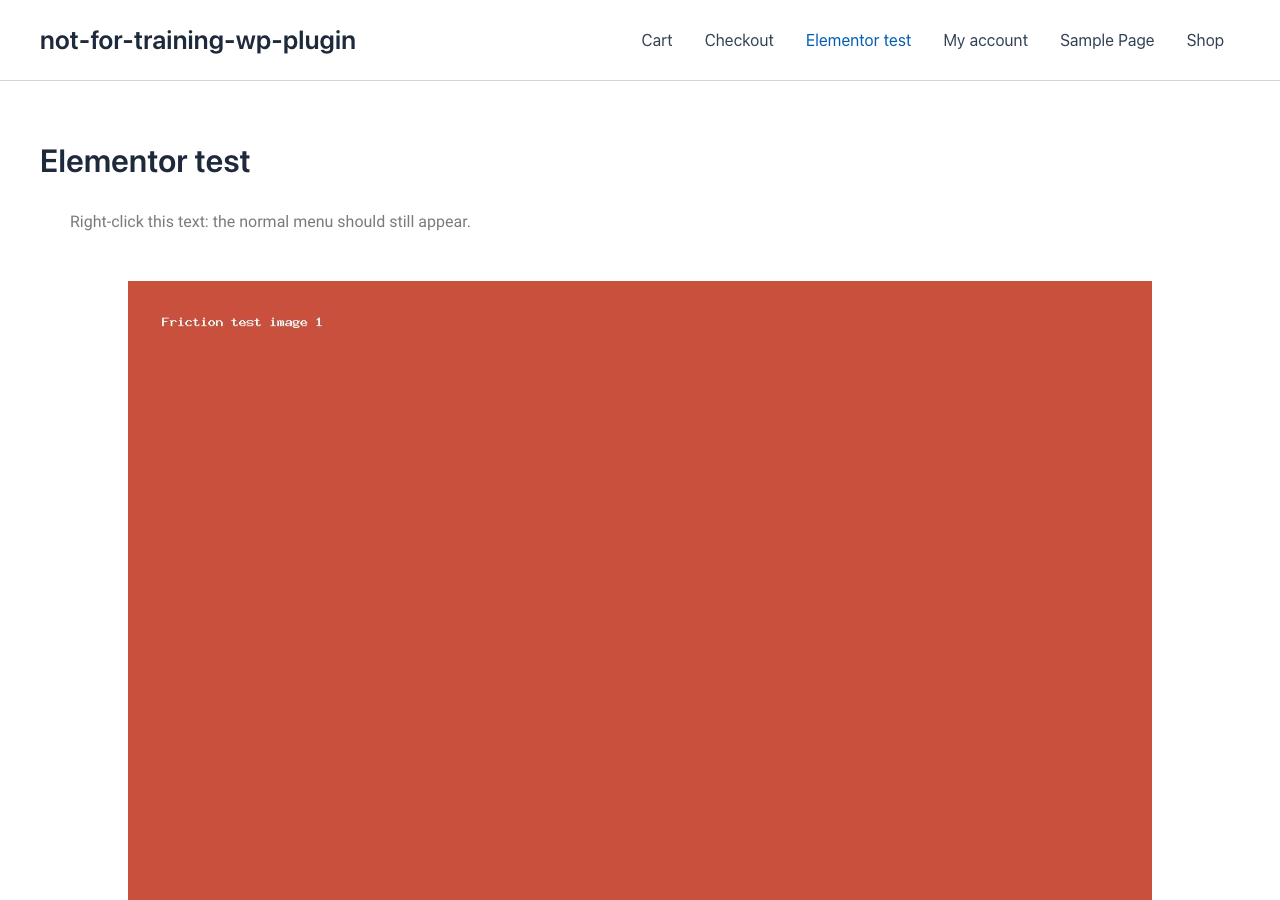 not-for-training-wp-plugin
Cart Checkout Elementor test My account Sample Page Shop
Elementor test
Right-click this text: the normal menu should still appear.
Friction test image 1